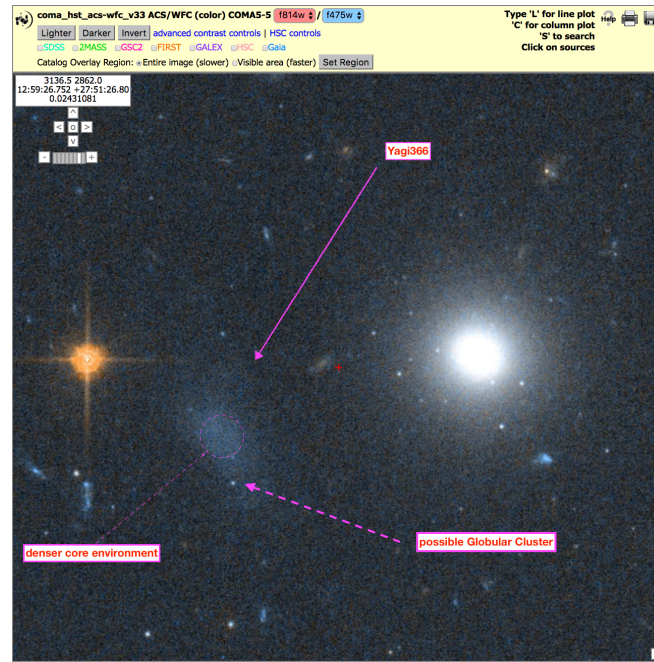 coma_hst_acs-wfc_v33 ACS/WFC (color) COMA5-5 f814w / f475w
Lighter Darker Invert advanced contrast controls | HSC controls
SDSS 2MASS GSC2 FIRST GALEX HSC Gaia
Catalog Overlay Region: Entire image (slower) Visible area (faster) Set Region
Type 'L' for line plot
'C' for column plot
'S' to search
Click on sources
Help
3136.5 2862.0
12:59:26.752 +27:51:26.80
0.02431081
^
< o >
v
- +
Yagi366
possible Globular Cluster
denser core environment